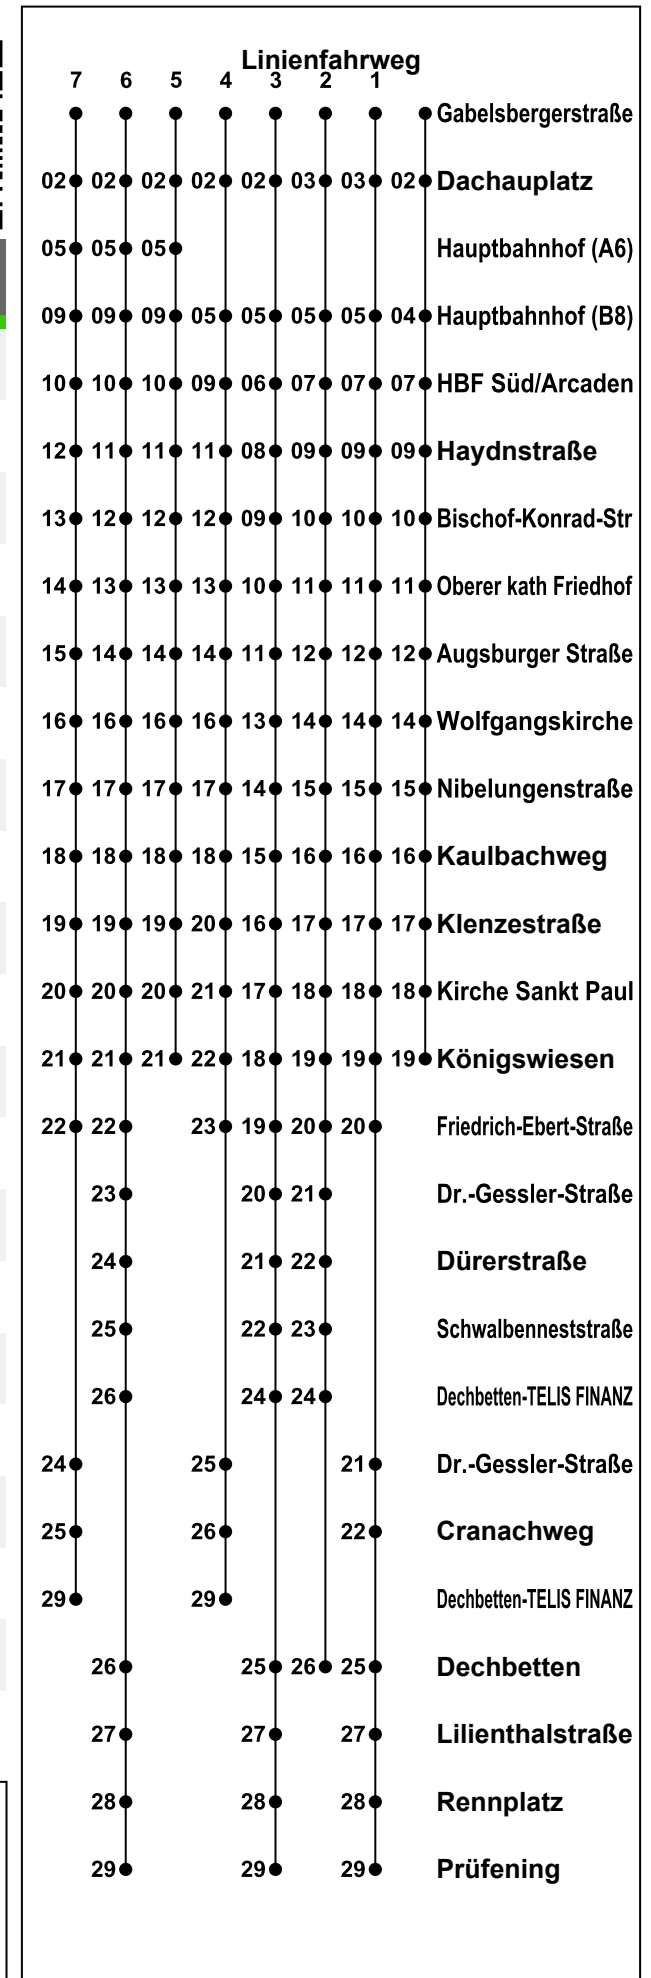 Linienfahrweg
7 6 5 4 3 2 1
Gabelsbergerstraße
02 02 02 02 02 03 03 02 Dachauplatz
05 05 05 Hauptbahnhof (A6)
09 09 09 05 05 05 05 04 Hauptbahnhof (B8)
10 10 10 09 06 07 07 07 HBF Süd/Arcaden
12 11 11 11 08 09 09 09 Haydnstraße
13 12 12 12 09 10 10 10 Bischof-Konrad-Str
14 13 13 13 10 11 11 11 Oberer kath Friedhof
15 14 14 14 11 12 12 12 Augsburger Straße
16 16 16 16 13 14 14 14 Wolfgangskirche
17 17 17 17 14 15 15 15 Nibelungenstraße
18 18 18 18 15 16 16 16 Kaulbachweg
19 19 19 20 16 17 17 17 Klenzestraße
20 20 20 21 17 18 18 18 Kirche Sankt Paul
21 21 21 22 18 19 19 19 Königswiesen
22 22 23 19 20 20 Friedrich-Ebert-Straße
23 20 21 Dr.-Gessler-Straße
24 21 22 Dürerstraße
25 22 23 Schwalbenneststraße
26 24 24 Dechbetten-TELIS FINANZ
24 25 21 Dr.-Gessler-Straße
25 26 22 Cranachweg
29 29 Dechbetten-TELIS FINANZ
26 25 26 25 Dechbetten
27 27 27 Lilienthalstraße
28 28 28 Rennplatz
29 29 29 Prüfening